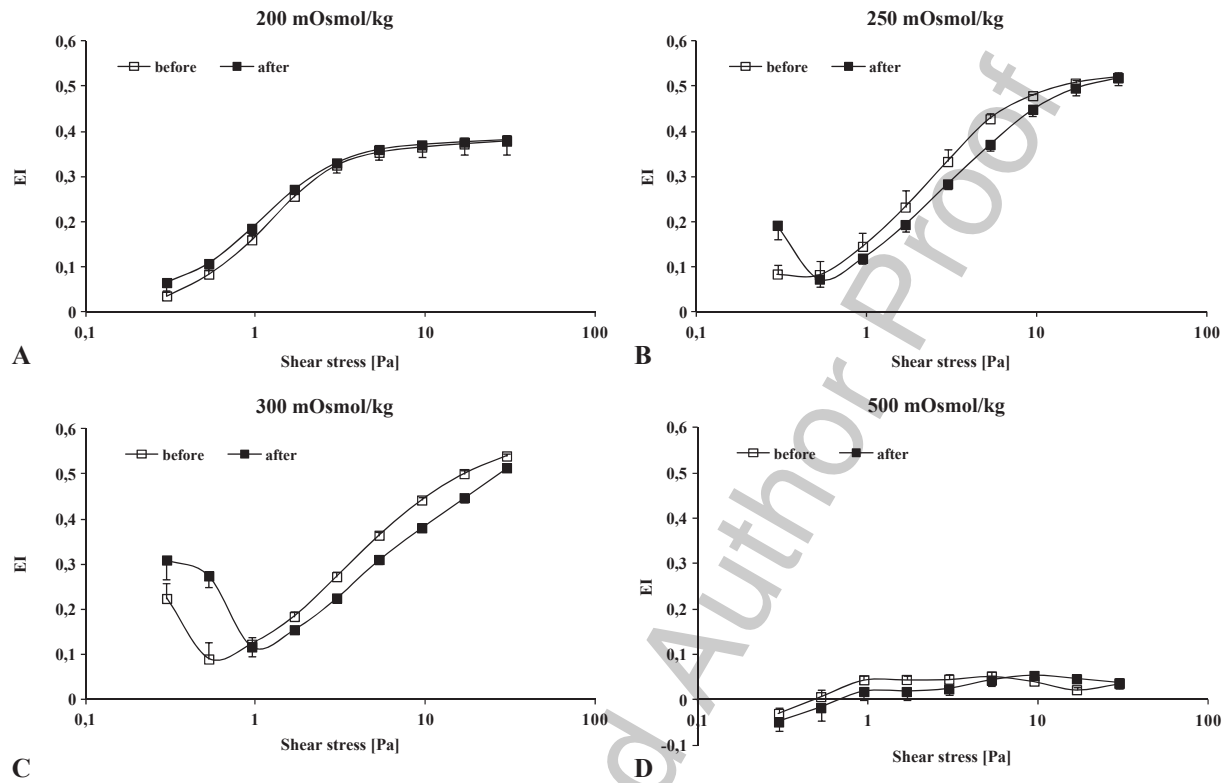 200 mOsmol/kg
0,6
0,5
0,4
0,3
0,2
0,1
0
EI
before after
0,1 1 10 100
Shear stress [Pa]
A
250 mOsmol/kg
0,6
0,5
0,4
0,3
0,2
0,1
0
EI
before after
0,1 1 10 100
Shear stress [Pa]
B
300 mOsmol/kg
0,6
0,5
0,4
0,3
0,2
0,1
0
EI
before after
0,1 1 10 100
Shear stress [Pa]
C
500 mOsmol/kg
0,6
0,5
0,4
0,3
0,2
0,1
0
-0,1
EI
before after
0,1 1 10 100
Shear stress [Pa]
D
d Author Proof